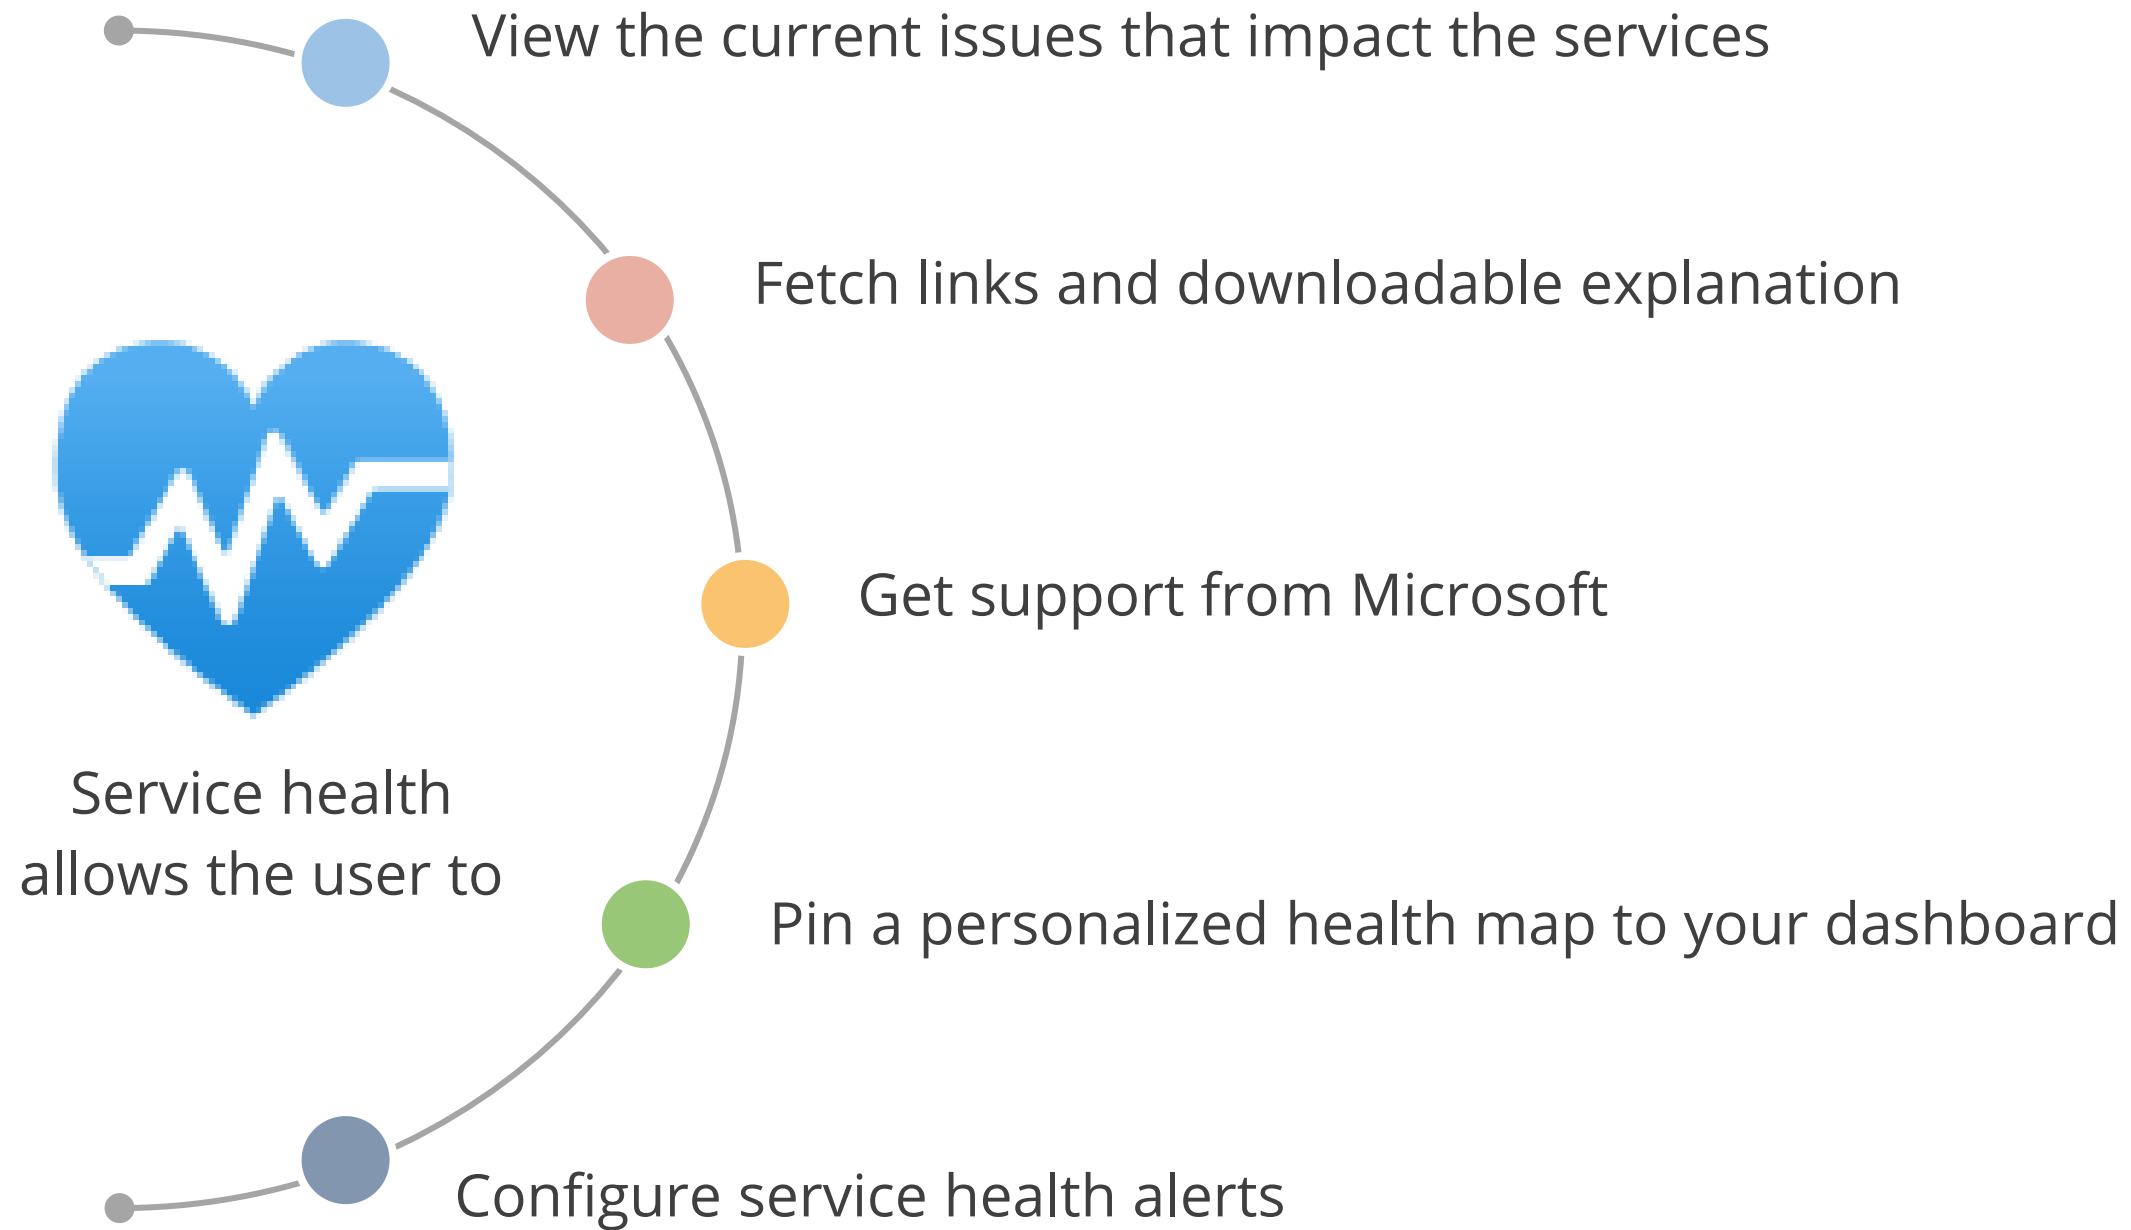 View the current issues that impact the services
Fetch links and downloadable explanation
Get support from Microsoft
Service health
allows the user to
Pin a personalized health map to your dashboard
Configure service health alerts